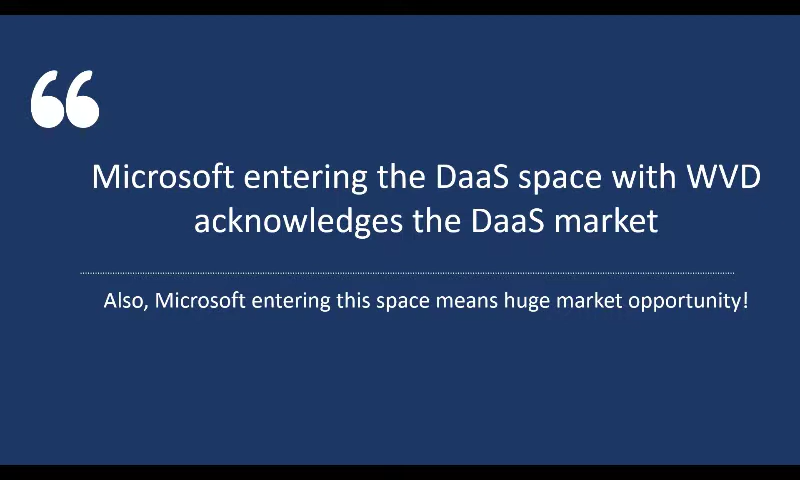 “
Microsoft entering the DaaS space with WVD
acknowledges the DaaS market
Also, Microsoft entering this space means huge market opportunity!